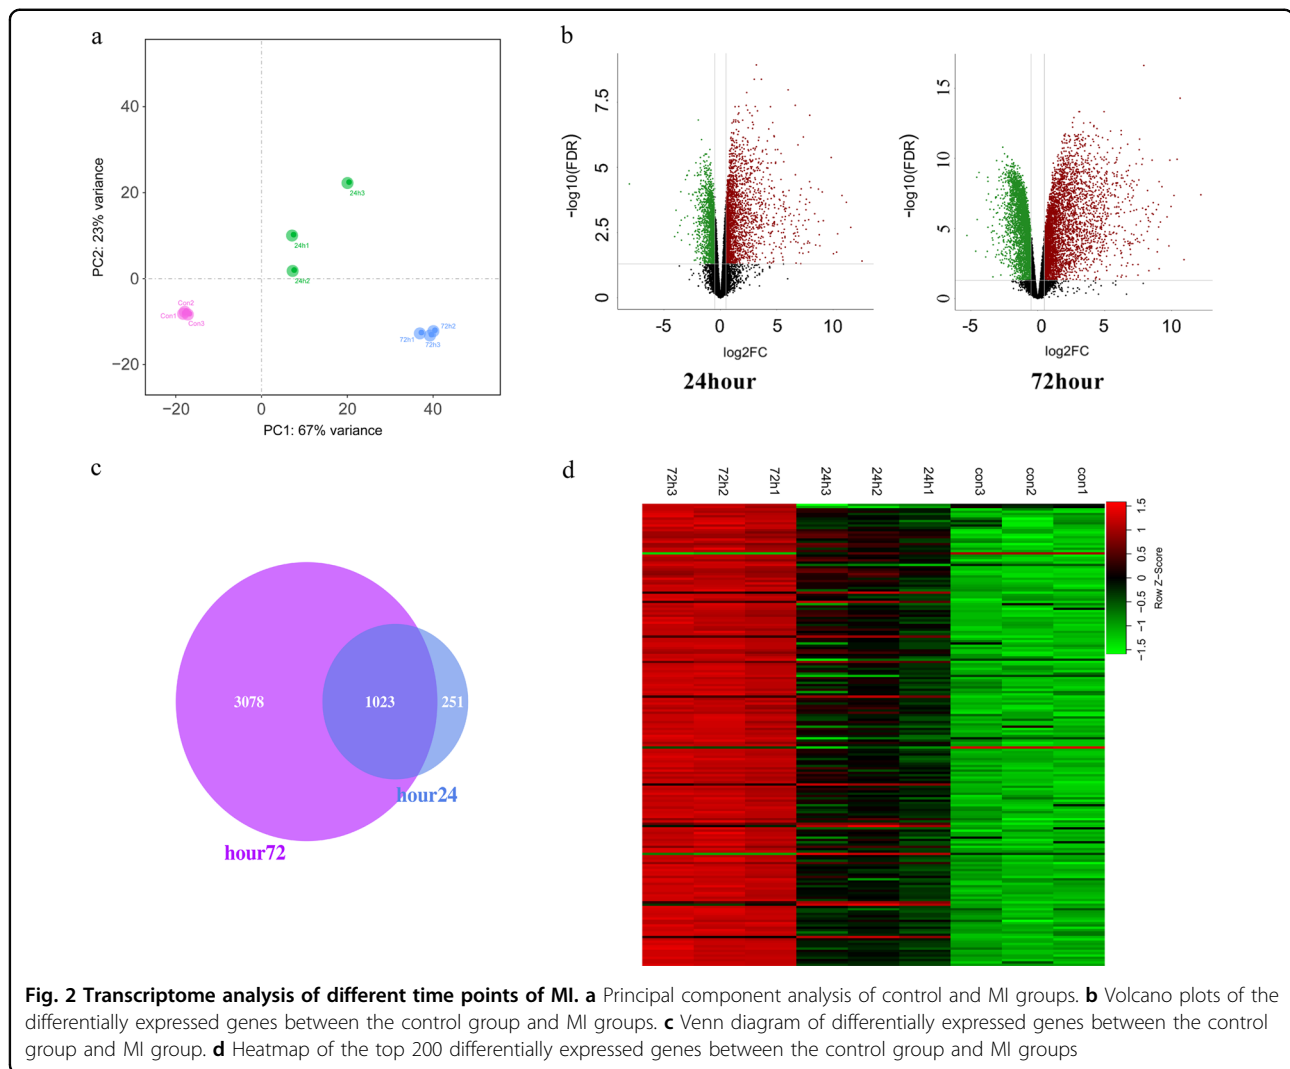 a
PC2: 23% variance
40
20
0
−20
−20
0
20
40
PC1: 67% variance
24h3
24h1
24h2
Con2
Con1
Con3
72h2
72h1
72h3
b
-log10(FDR)
7.5
5
2.5
0
-5
0
5
10
log2FC
24hour
-log10(FDR)
15
10
5
0
-5
0
5
10
log2FC
72hour
c
3078
1023
251
hour24
hour72
d
72h3
72h2
72h1
24h3
24h2
24h1
con3
con2
con1
1.5
1
0.5
0
−0.5
−1
−1.5
Row Z-Score
Fig. 2 Transcriptome analysis of different time points of MI. a Principal component analysis of control and MI groups. b Volcano plots of the
differentially expressed genes between the control group and MI groups. c Venn diagram of differentially expressed genes between the control
group and MI group. d Heatmap of the top 200 differentially expressed genes between the control group and MI groups